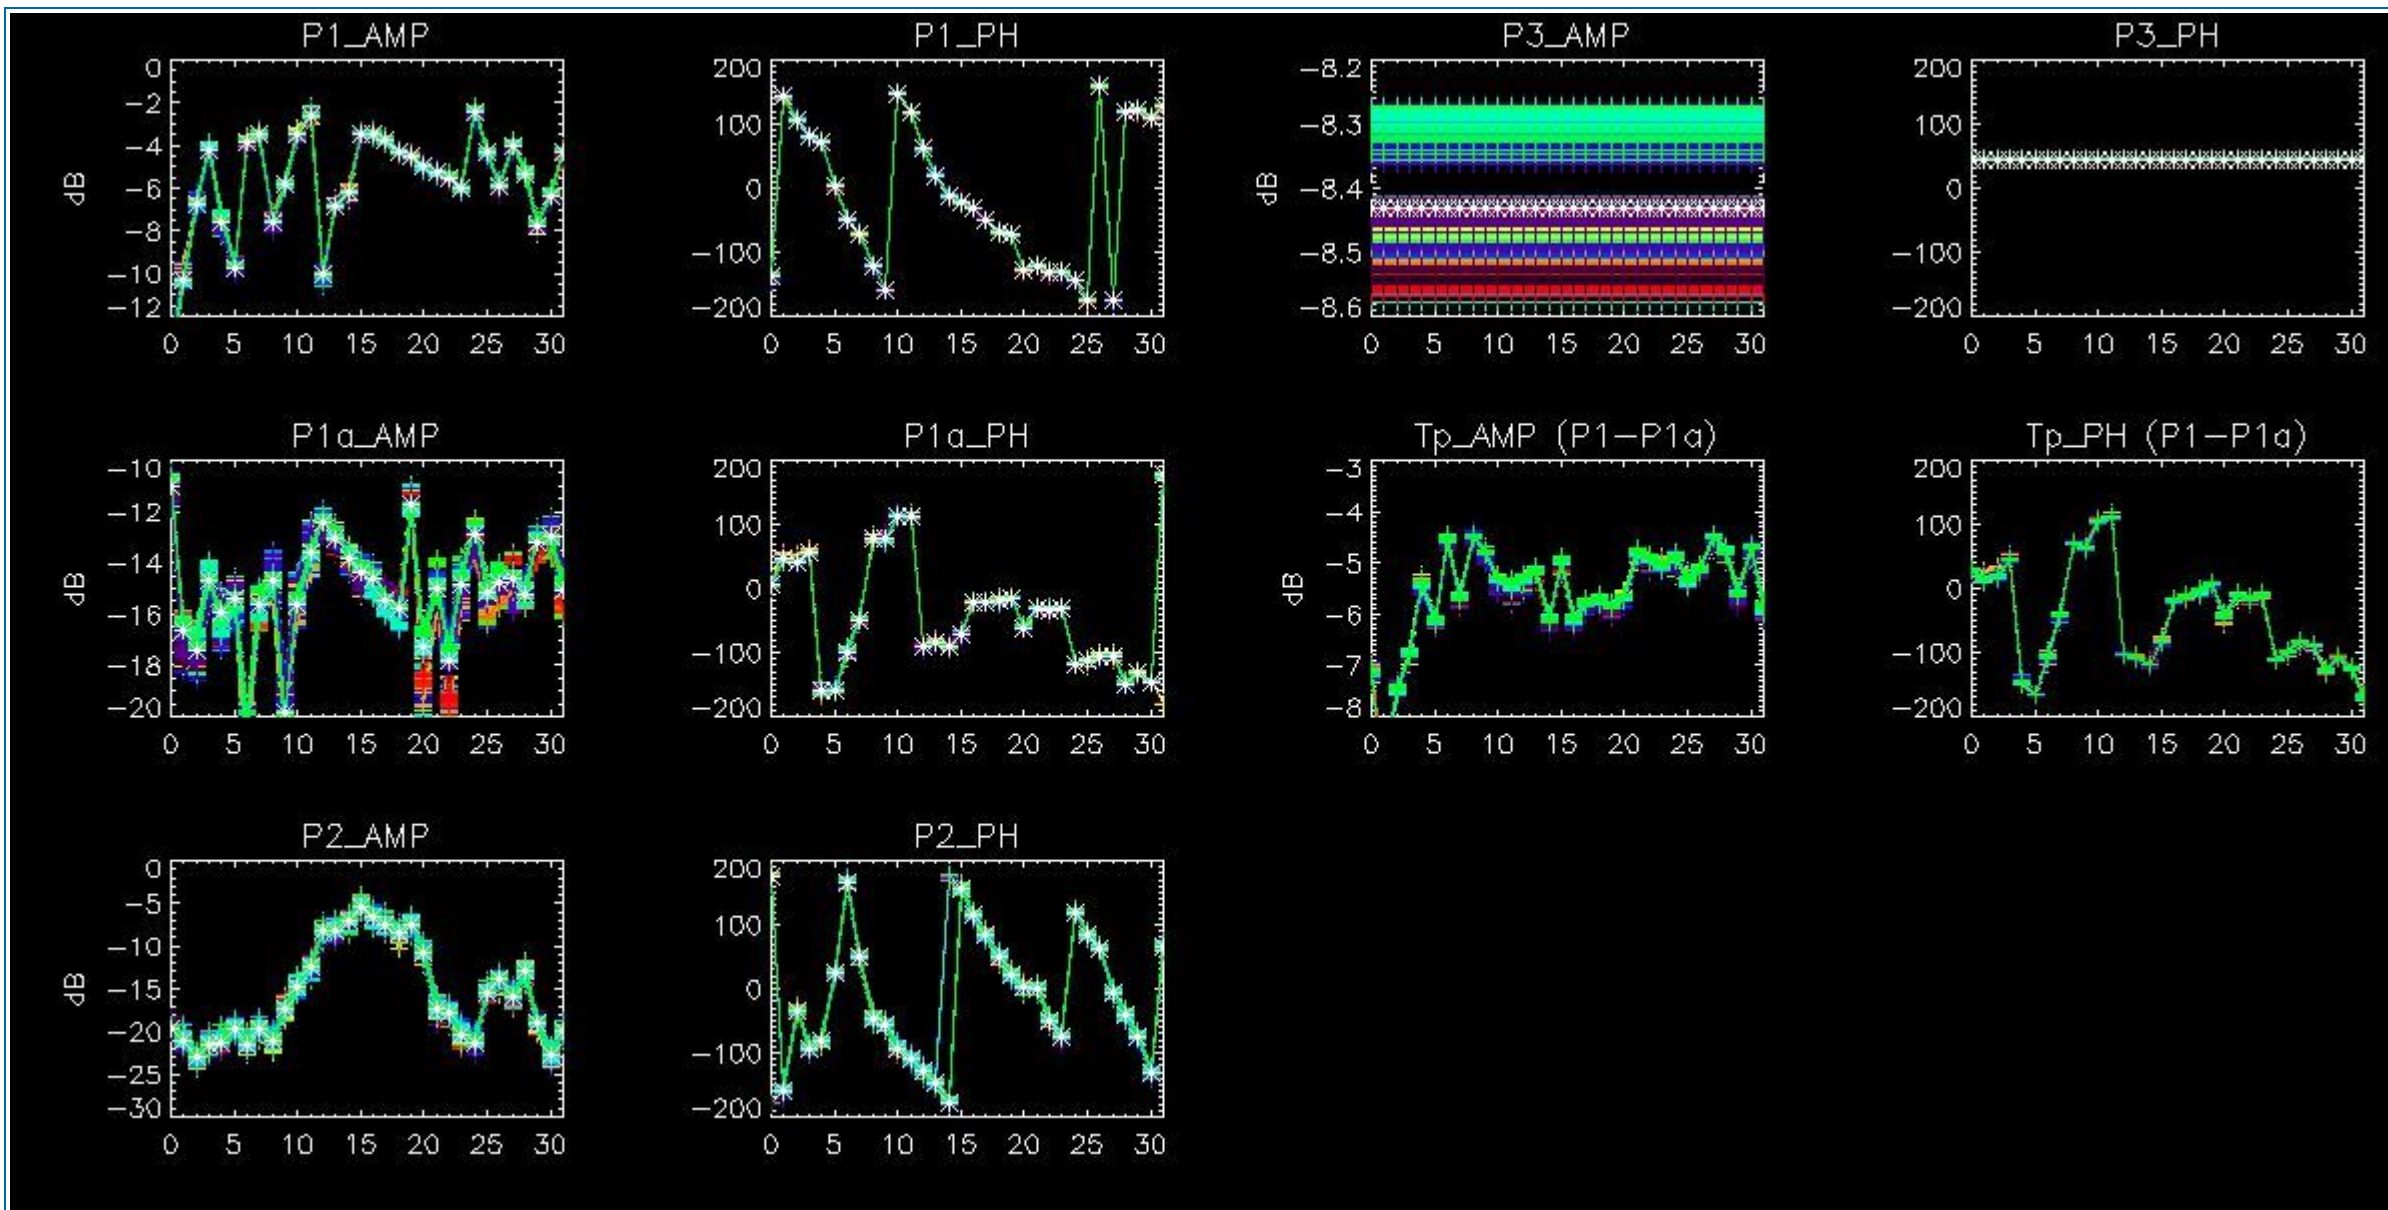 P1_AMP
0
−2
−4
−6
−8
−10
−12
dB
0 5 10 15 20 25 30
P1_PH
200
100
0
−100
−200
0 5 10 15 20 25 30
P3_AMP
−8.2
−8.3
−8.4
−8.5
−8.6
dB
0 5 10 15 20 25 30
P3_PH
200
100
0
−100
−200
0 5 10 15 20 25 30
P1a_AMP
−10
−12
−14
−16
−18
−20
dB
0 5 10 15 20 25 30
P1a_PH
200
100
0
−100
−200
0 5 10 15 20 25 30
Tp_AMP (P1−P1a)
−3
−4
−5
−6
−7
−8
dB
0 5 10 15 20 25 30
Tp_PH (P1−P1a)
200
100
0
−100
−200
0 5 10 15 20 25 30
P2_AMP
0
−5
−10
−15
−20
−25
−30
dB
0 5 10 15 20 25 30
P2_PH
200
100
0
−100
−200
0 5 10 15 20 25 30